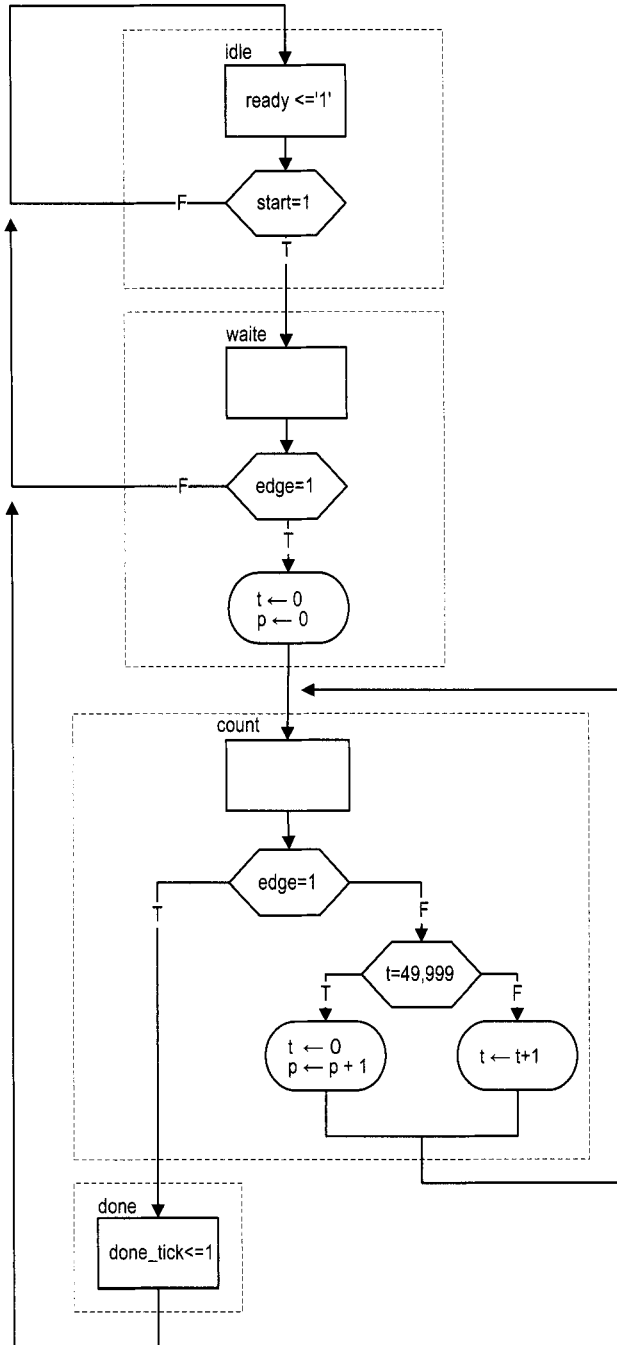 idle
ready <='1'
F
start=1
T
waite
F
edge=1
T
t ← 0
p ← 0
count
edge=1
T
F
t=49,999
T
F
t ← 0
p ← p + 1
t ← t+1
done
done_tick<=1